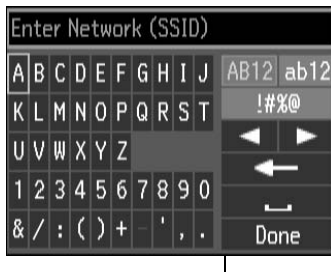 Enter Network (SSID)
A B C D E F G H I J AB12 ab12
K L M N O P Q R S T !#%@
U V W X Y Z
1 2 3 4 5 6 7 8 9 0
& / : ( ) + - ' , . Done